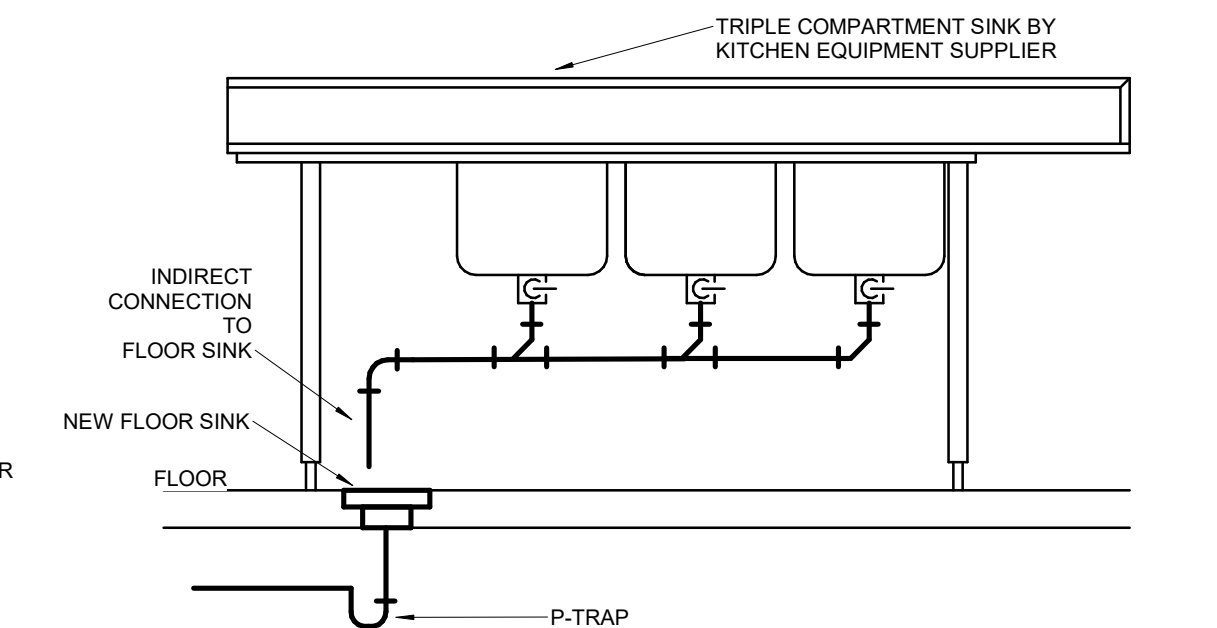 TRIPLE COMPARTMENT SINK BY
KITCHEN EQUIPMENT SUPPLIER
INDIRECT
CONNECTION
TO
FLOOR SINK
NEW FLOOR SINK
R
FLOOR
P-TRAP